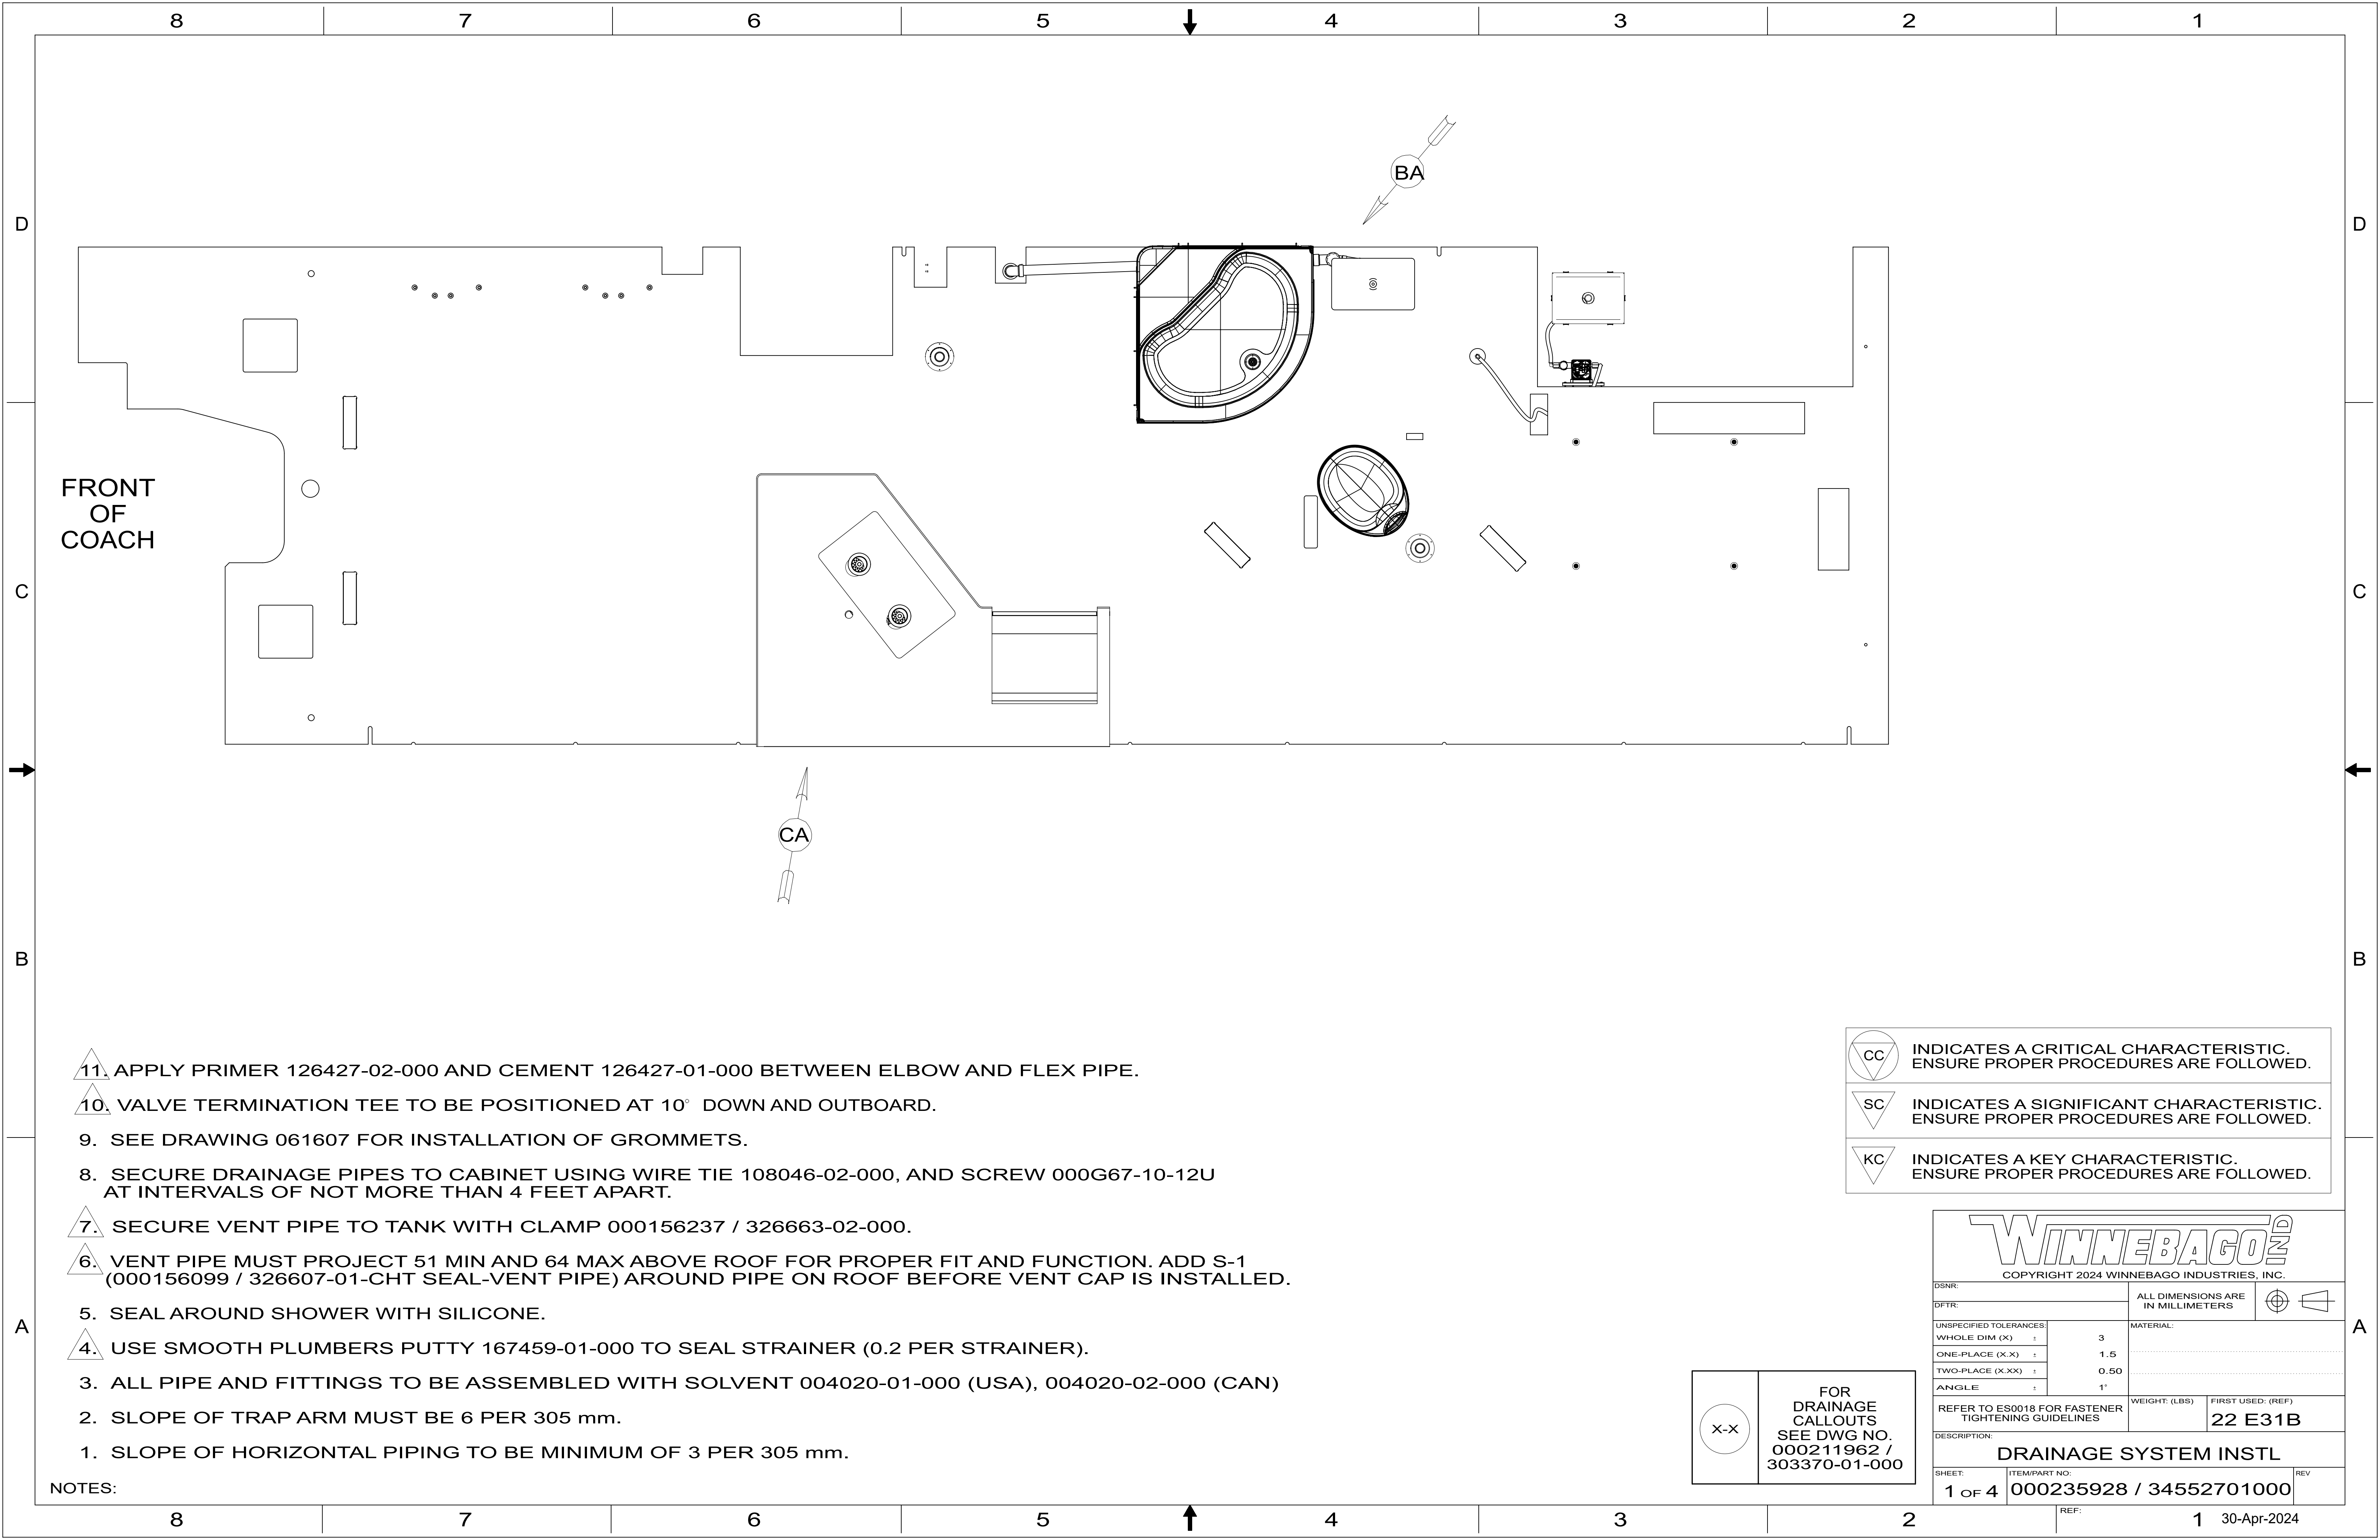 8 7 6 5 4 3 2 1
D D
BA
FRONT
OF
COACH
C C
CA
B B
11. APPLY PRIMER 126427-02-000 AND CEMENT 126427-01-000 BETWEEN ELBOW AND FLEX PIPE.
10. VALVE TERMINATION TEE TO BE POSITIONED AT 10° DOWN AND OUTBOARD.
9. SEE DRAWING 061607 FOR INSTALLATION OF GROMMETS.
8. SECURE DRAINAGE PIPES TO CABINET USING WIRE TIE 108046-02-000, AND SCREW 000G67-10-12U
AT INTERVALS OF NOT MORE THAN 4 FEET APART.
7. SECURE VENT PIPE TO TANK WITH CLAMP 000156237 / 326663-02-000.
6. VENT PIPE MUST PROJECT 51 MIN AND 64 MAX ABOVE ROOF FOR PROPER FIT AND FUNCTION. ADD S-1
(000156099 / 326607-01-CHT SEAL-VENT PIPE) AROUND PIPE ON ROOF BEFORE VENT CAP IS INSTALLED.
5. SEAL AROUND SHOWER WITH SILICONE.
4. USE SMOOTH PLUMBERS PUTTY 167459-01-000 TO SEAL STRAINER (0.2 PER STRAINER).
3. ALL PIPE AND FITTINGS TO BE ASSEMBLED WITH SOLVENT 004020-01-000 (USA), 004020-02-000 (CAN)
2. SLOPE OF TRAP ARM MUST BE 6 PER 305 mm.
1. SLOPE OF HORIZONTAL PIPING TO BE MINIMUM OF 3 PER 305 mm.
NOTES:
CC INDICATES A CRITICAL CHARACTERISTIC.
ENSURE PROPER PROCEDURES ARE FOLLOWED.
SC INDICATES A SIGNIFICANT CHARACTERISTIC.
ENSURE PROPER PROCEDURES ARE FOLLOWED.
KC INDICATES A KEY CHARACTERISTIC.
ENSURE PROPER PROCEDURES ARE FOLLOWED.
A A
X-X
FOR
DRAINAGE
CALLOUTS
SEE DWG NO.
000211962 /
303370-01-000
WINNEBAGO IND
COPYRIGHT 2024 WINNEBAGO INDUSTRIES, INC.
DSNR:
DFTR:
ALL DIMENSIONS ARE
IN MILLIMETERS
UNSPECIFIED TOLERANCES:
WHOLE DIM (X) ± 3
ONE-PLACE (X.X) ± 1.5
TWO-PLACE (X.XX) ± 0.50
ANGLE ± 1°
MATERIAL:
REFER TO ES0018 FOR FASTENER
TIGHTENING GUIDELINES
WEIGHT: (LBS)
FIRST USED: (REF)
22 E31B
DESCRIPTION:
DRAINAGE SYSTEM INSTL
SHEET:
1 OF 4
ITEM/PART NO:
000235928 / 34552701000
REV
8 7 6 5 4 3 2 1
REF:
30-Apr-2024